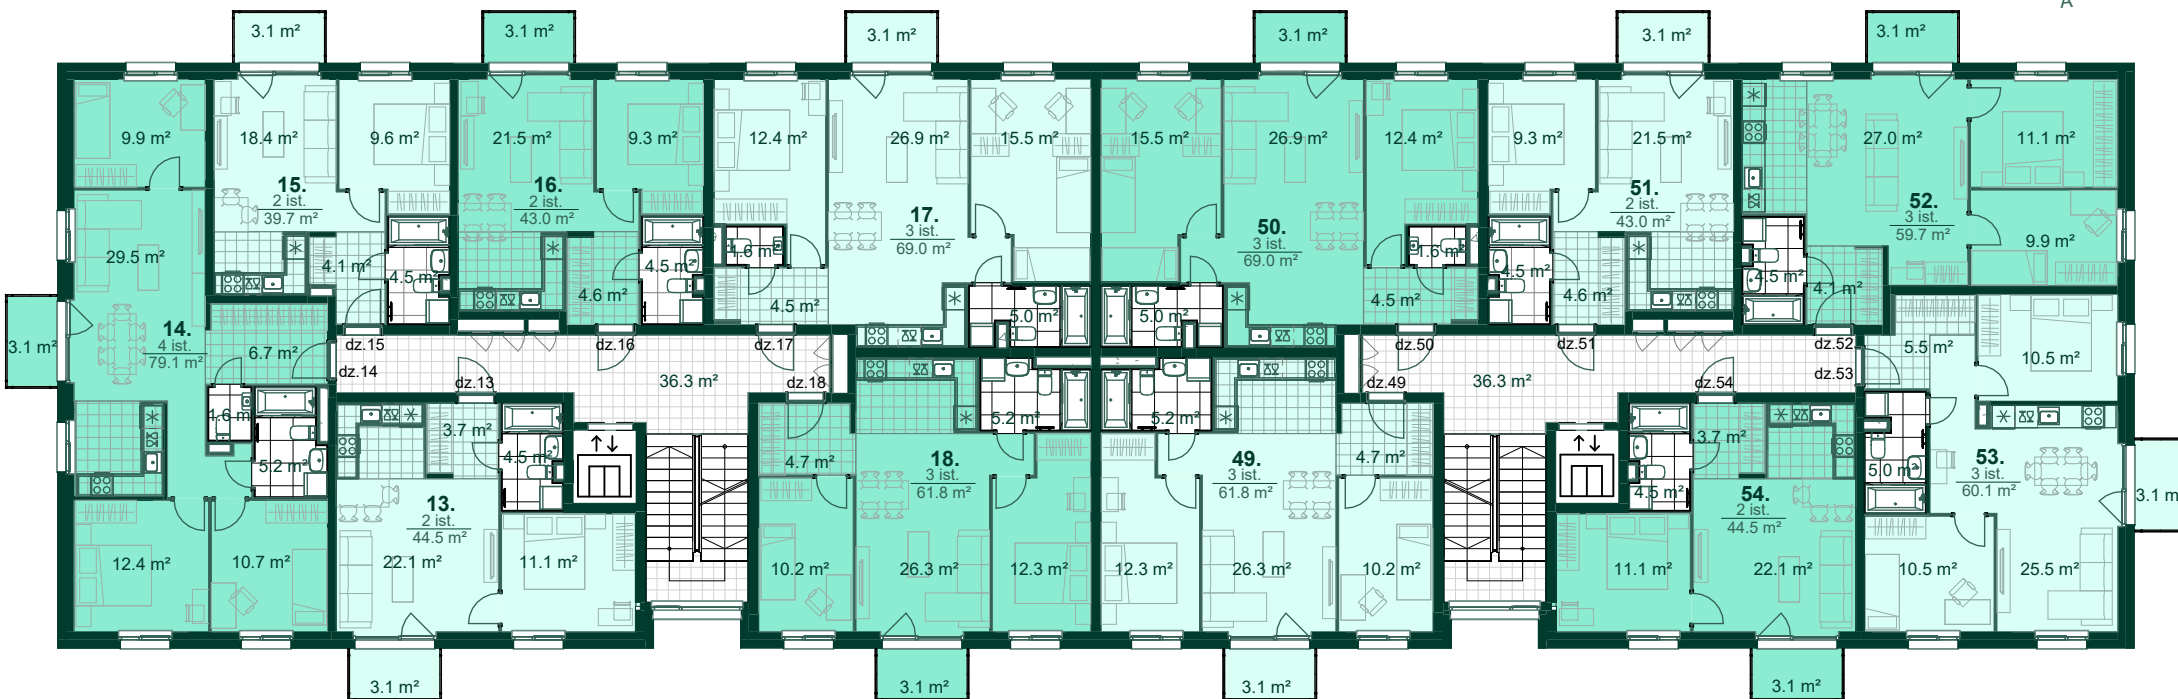 A
3.1 m²
3.1 m²
3.1 m²
3.1 m²
3.1 m²
3.1 m²
9.9 m²
18.4 m²
9.6 m²
21.5 m²
9.3 m²
12.4 m²
26.9 m²
15.5 m²
15.5 m²
26.9 m²
12.4 m²
9.3 m²
21.5 m²
27.0 m²
11.1 m²
15.
2 ist.
39.7 m²
16.
2 ist.
43.0 m²
17.
3 ist.
69.0 m²
50.
3 ist.
69.0 m²
51.
2 ist.
43.0 m²
52.
3 ist.
59.7 m²
29.5 m²
4.1 m²
4.5 m²
4.6 m²
4.5 m²
1.6 m²
4.5 m²
5.0 m²
5.0 m²
4.5 m²
1.6 m²
4.5 m²
4.6 m²
4.5 m²
4.1 m²
9.9 m²
3.1 m²
14.
4 ist.
79.1 m²
6.7 m²
dz.15
dz.14
dz.13
dz.16
36.3 m²
dz.17
dz.18
dz.50
dz.49
36.3 m²
dz.51
dz.54
dz.52
dz.53
5.5 m²
10.5 m²
1.6 m
5.2 m²
3.7 m²
4.5 m²
4.7 m²
5.2 m²
5.2 m²
4.7 m²
4.5 m²
3.7 m²
5.0 m²
13.
2 ist.
44.5 m²
18.
3 ist.
61.8 m²
49.
3 ist.
61.8 m²
54.
2 ist.
44.5 m²
53.
3 ist.
60.1 m²
3.1 m
12.4 m²
10.7 m²
22.1 m²
11.1 m²
10.2 m²
26.3 m²
12.3 m²
12.3 m²
26.3 m²
10.2 m²
11.1 m²
22.1 m²
10.5 m²
25.5 m²
3.1 m²
3.1 m²
3.1 m²
3.1 m²